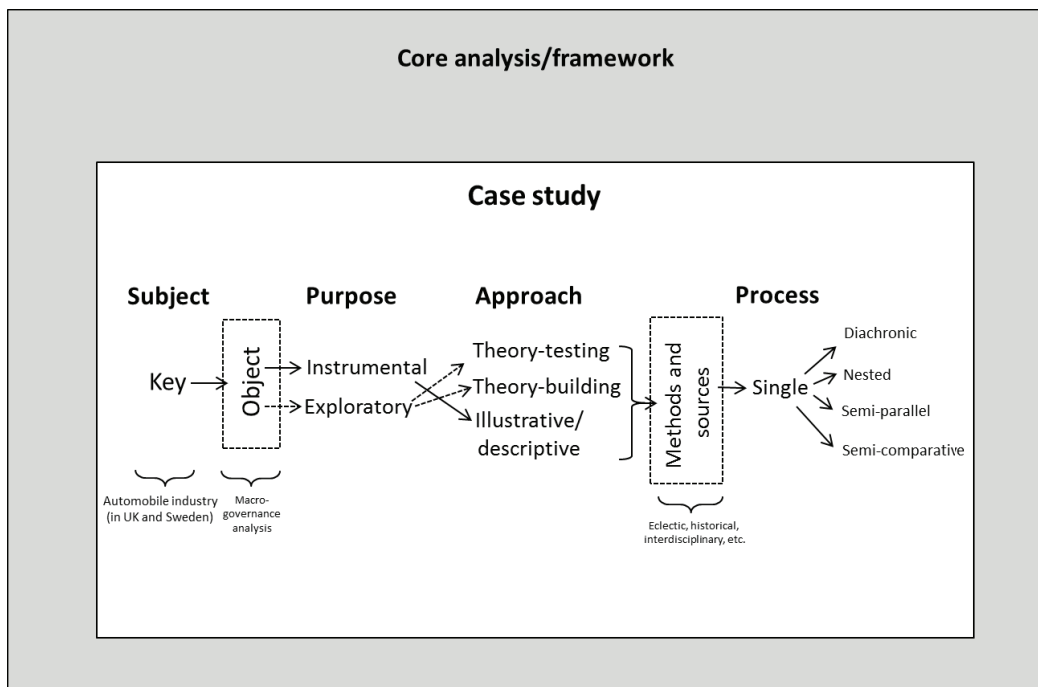 Core analysis/framework
Case study
Subject
Purpose
Approach
Process
Key
Object
Instrumental
Exploratory
Theory-testing
Theory-building
Illustrative/
descriptive
Methods and
sources
Single
Diachronic
Nested
Semi-parallel
Semi-comparative
Automobile industry
(in UK and Sweden)
Macro-
governance
analysis
Eclectic, historical,
interdisciplinary, etc.